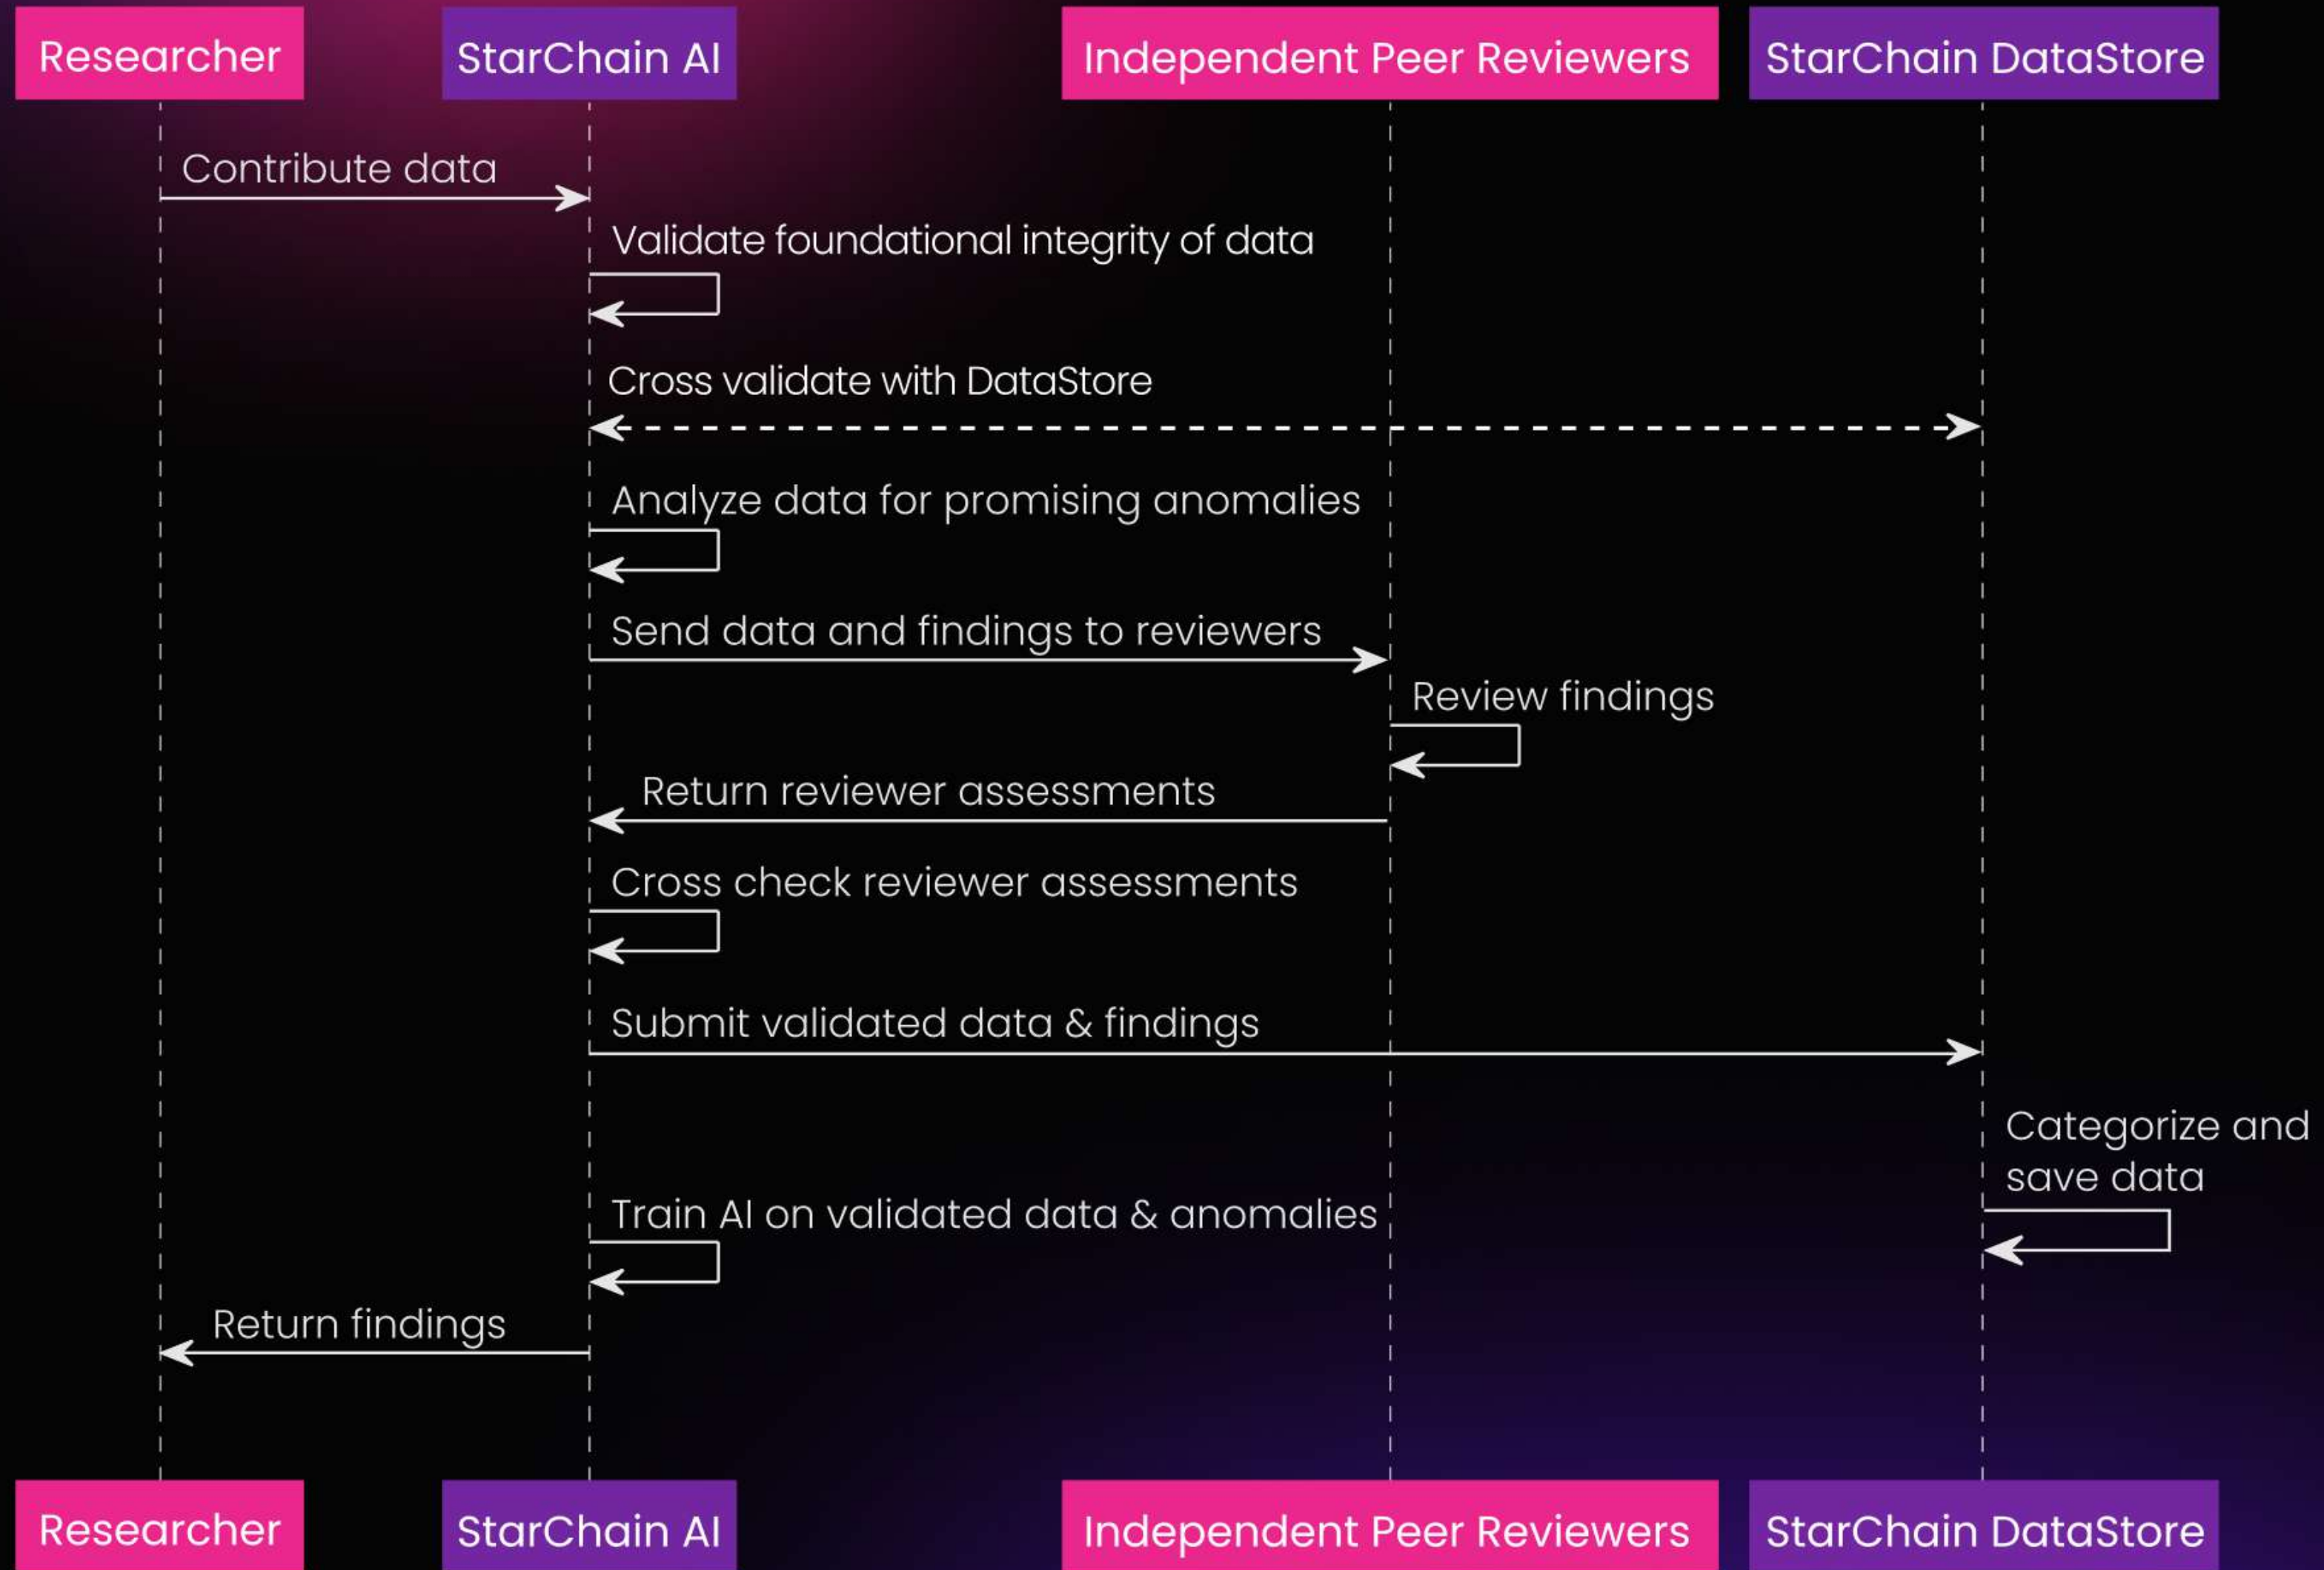 Researcher
StarChain AI
Independent Peer Reviewers
StarChain DataStore
Contribute data
Validate foundational integrity of data
Cross validate with DataStore
Analyze data for promising anomalies
Send data and findings to reviewers
Review findings
Return reviewer assessments
Cross check reviewer assessments
Submit validated data & findings
Categorize and
save data
Train AI on validated data & anomalies
Return findings
Researcher
StarChain AI
Independent Peer Reviewers
StarChain DataStore